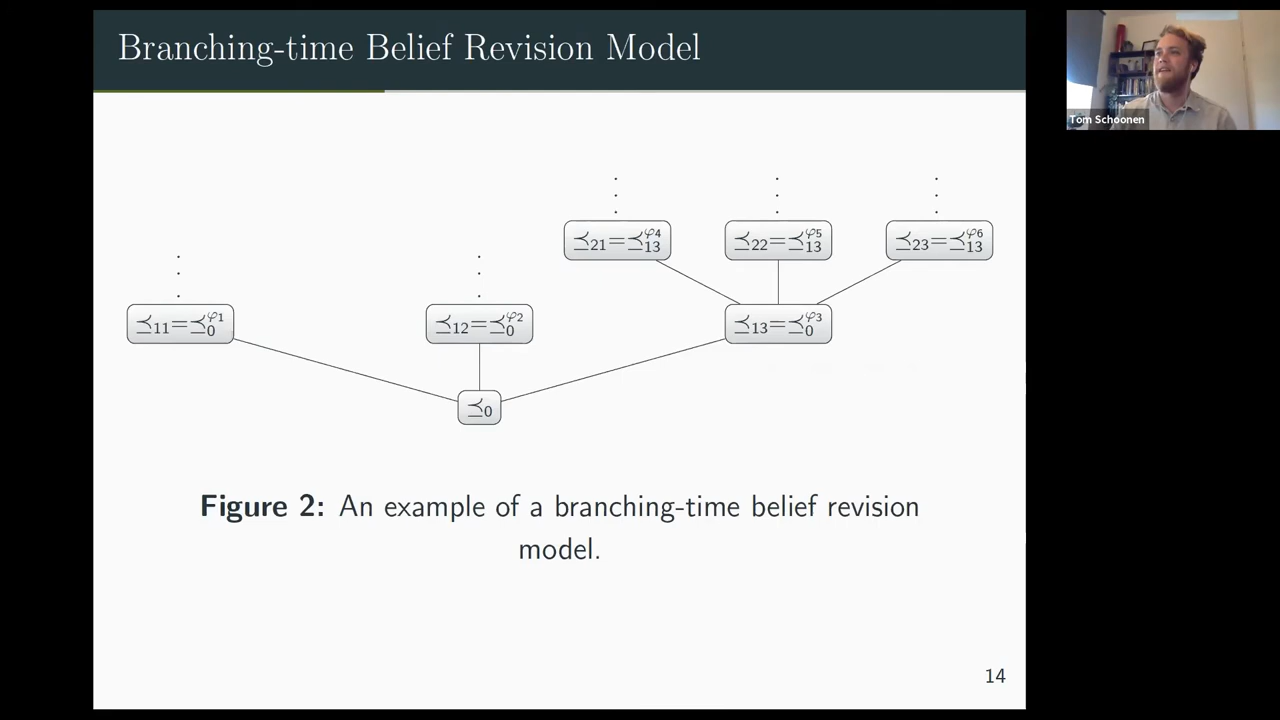 Branching-time Belief Revision Model
Tom Schoonen
⪯21=⪯13^φ4 ⪯22=⪯13^φ5 ⪯23=⪯13^φ6
⪯11=⪯0^φ1 ⪯12=⪯0^φ2 ⪯13=⪯0^φ3
⪯0
Figure 2: An example of a branching-time belief revision
model.
14